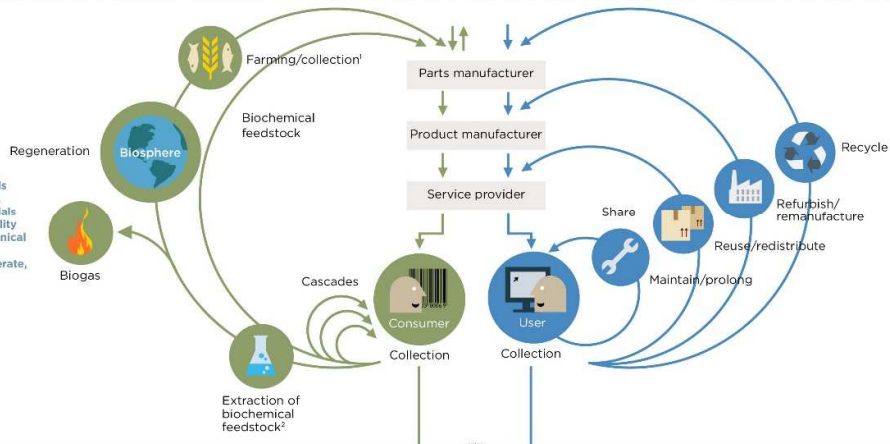 Farming/collection¹
Parts manufacturer
Biochemical
feedstock
Product manufacturer
Regeneration
Biosphere
Recycle
Service provider
Refurbish/
remanufacture
Share
Reuse/redistribute
Biogas
Cascades
Maintain/prolong
Consumer
User
Collection
Collection
Extraction of
biochemical
feedstock²